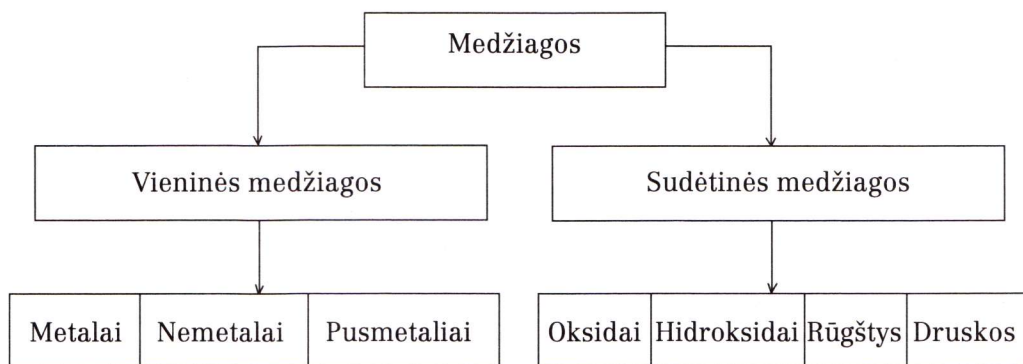 Medžiagos
Vieninės medžiagos
Sudėtinės medžiagos
Metalai
Nemetalai
Pusmetaliai
Oksidai
Hidroksidai
Rūgštys
Druskos